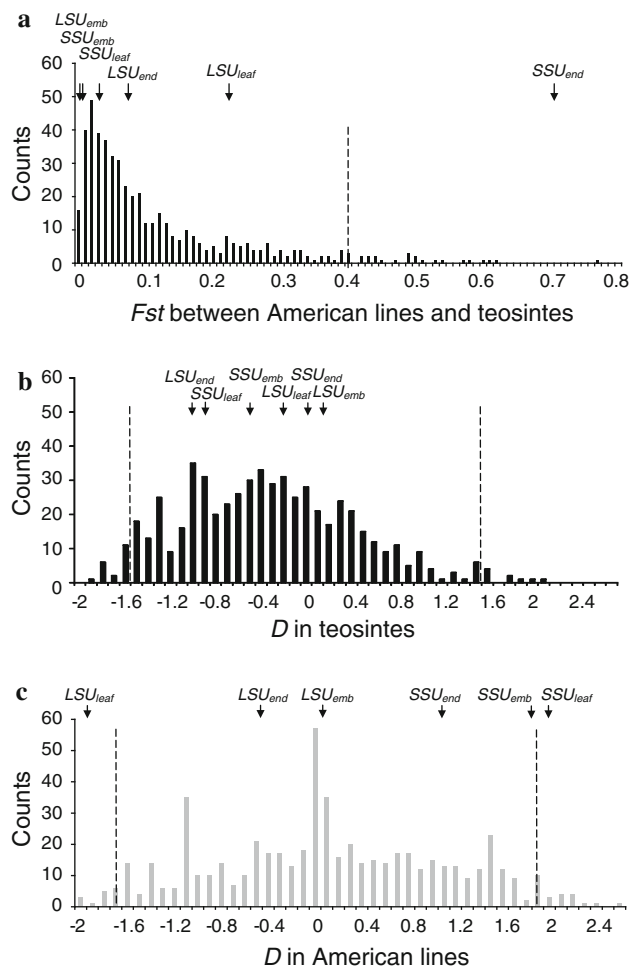 a
LSUemb
SSUemb
SSUleaf
LSUend LSUleaf SSUend
60
50
40
30
20
10
0
Counts
0 0.1 0.2 0.3 0.4 0.5 0.6 0.7 0.8
Fst between American lines and teosintes
b
LSUend SSUemb SSUend
SSUleaf LSUleaf LSUemb
60
50
40
30
20
10
0
Counts
-2 -1.6 -1.2 -0.8 -0.4 0 0.4 0.8 1.2 1.6 2 2.4
D in teosintes
c
LSUleaf LSUend LSUemb SSUend SSUemb SSUleaf
60
50
40
30
20
10
0
Counts
-2 -1.6 -1.2 -0.8 -0.4 0 0.4 0.8 1.2 1.6 2 2.4
D in American lines